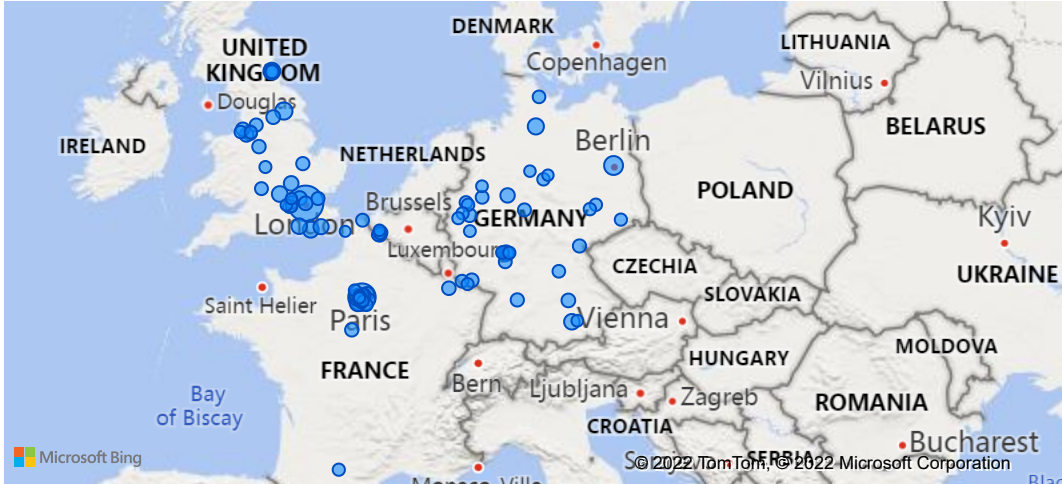 DENMARK
UNITED
KINGDOM
Copenhagen
LITHUANIA
Vilnius
Douglas
IRELAND
NETHERLANDS
Berlin
BELARUS
POLAND
Brussels
London
GERMANY
Kyiv
Luxembourg
CZECHIA
UKRAINE
Saint Helier
Paris
SLOVAKIA
Vienna
FRANCE
Bern
HUNGARY
MOLDOVA
Ljubljana
Zagreb
Bay
of Biscay
ROMANIA
CROATIA
Bucharest
SERBIA
Microsoft Bing
© 2022 TomTom, © 2022 Microsoft Corporation